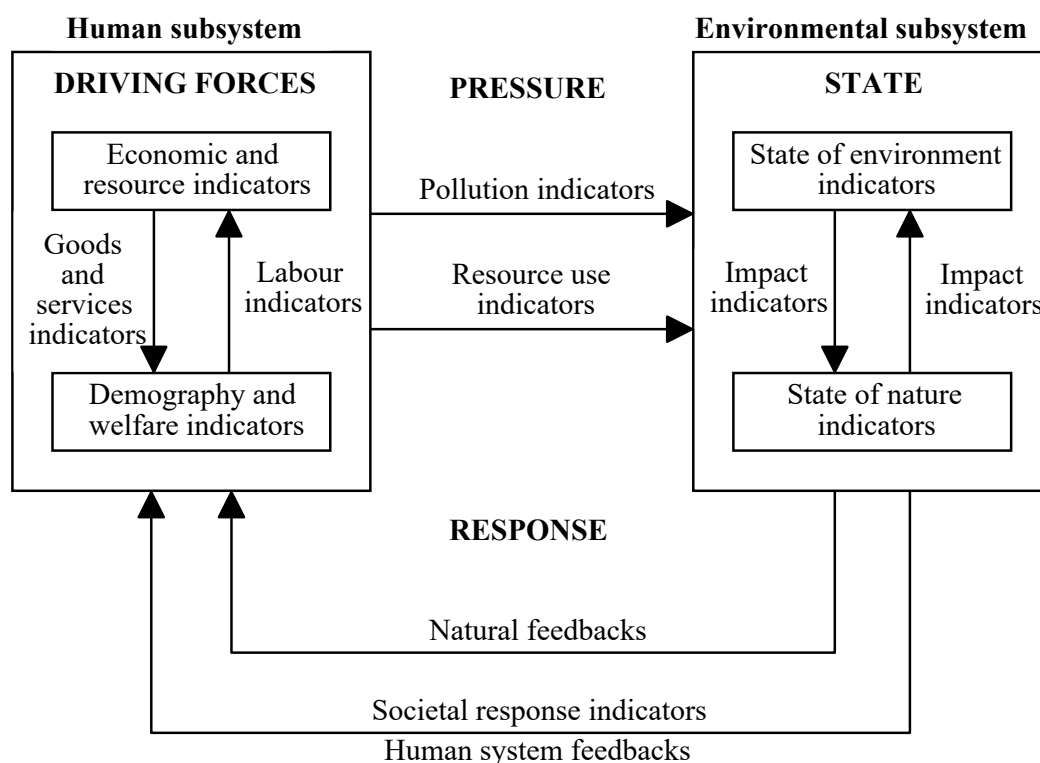 Human subsystem
Environmental subsystem
DRIVING FORCES
PRESSURE
STATE
Economic and
resource indicators
State of environment
indicators
Pollution indicators
Goods
and
services
indicators
Labour
indicators
Resource use
indicators
Impact
indicators
Impact
indicators
Demography and
welfare indicators
State of nature
indicators
RESPONSE
Natural feedbacks
Societal response indicators
Human system feedbacks